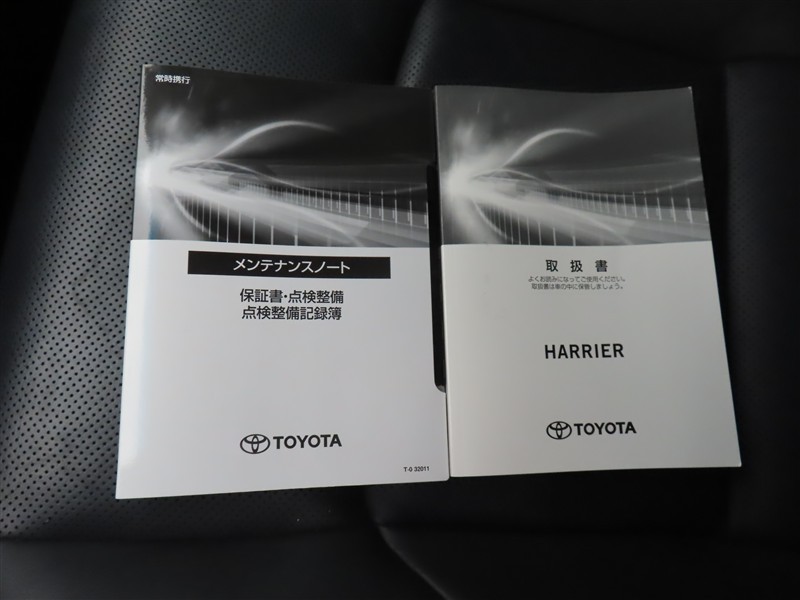 常時携行
メンテナンスノート
保証書・点検整備
点検整備記録簿
TOYOTA
T-0 32011
取扱書
よくお読みになってご使用ください。
取扱書は車の中に保管しましょう。
HARRIER
TOYOTA